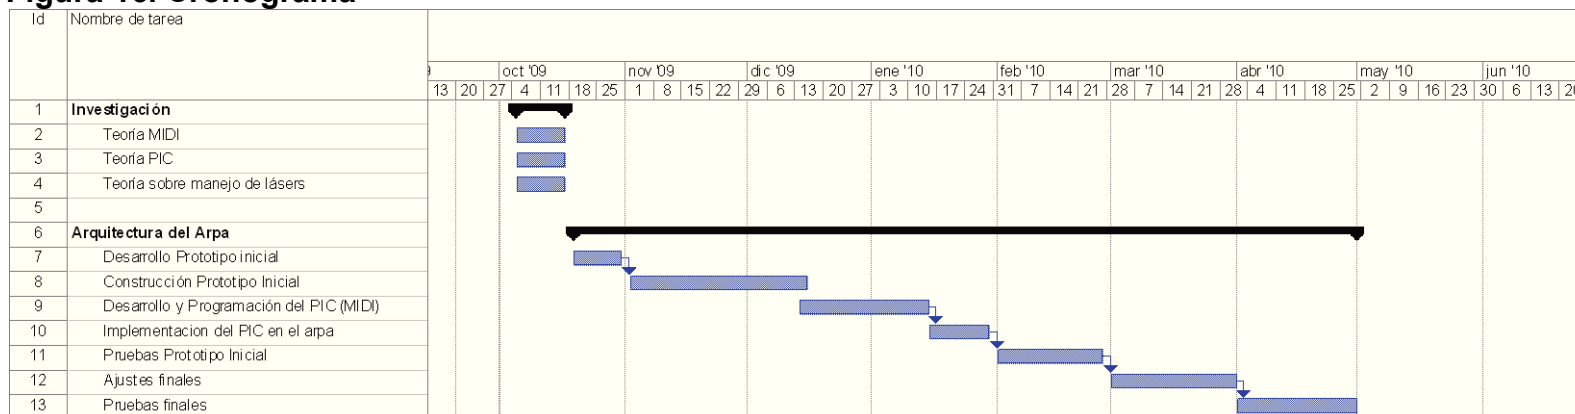 Id Nombre de tarea
oct '09 nov '09 dic '09 ene '10 feb '10 mar '10 abr '10 may '10 jun '10
13 20 27 4 11 18 25 1 8 15 22 29 6 13 20 27 3 10 17 24 31 7 14 21 28 7 14 21 28 4 11 18 25 2 9 16 23 30 6 13
1 Investigación
2 Teoría MIDI
3 Teoría PIC
4 Teoría sobre manejo de lásers
5
6 Arquitectura del Arpa
7 Desarrollo Prototipo inicial
8 Construcción Prototipo Inicial
9 Desarrollo y Programación del PIC (MIDI)
10 Implementacion del PIC en el arpa
11 Pruebas Prototipo Inicial
12 Ajustes finales
13 Pruebas finales